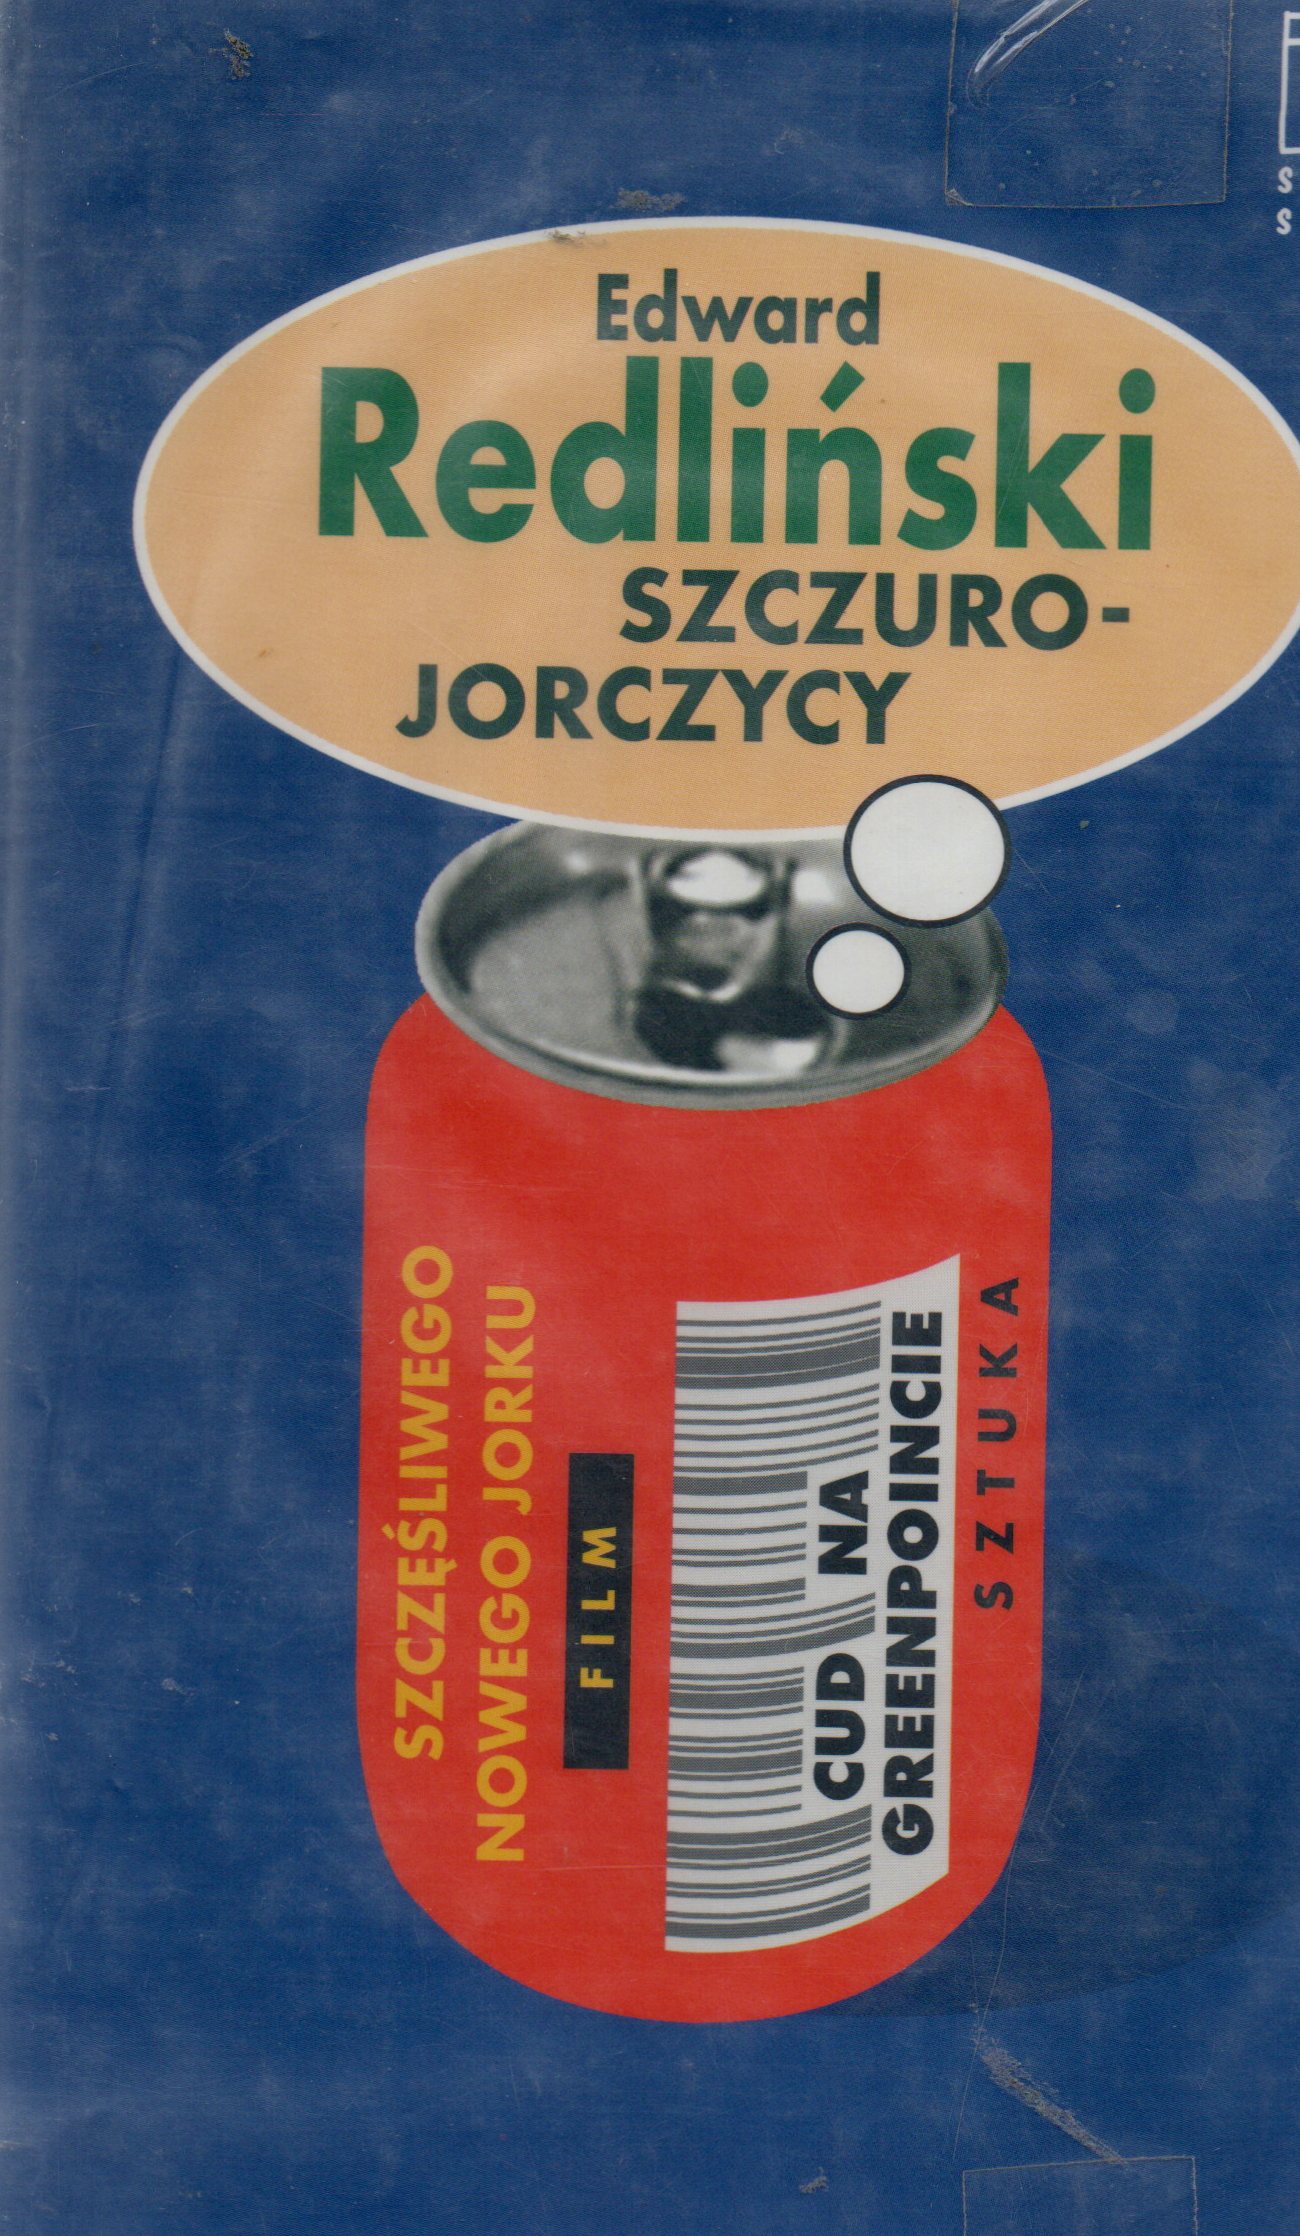 Edward
Redliński
SZCZURO-
JORCZYCY
SZCZĘŚLIWEGO
NOWEGO JORKU
FILM
CUD NA
GREENPOINCIE
SZTUKA
S
S